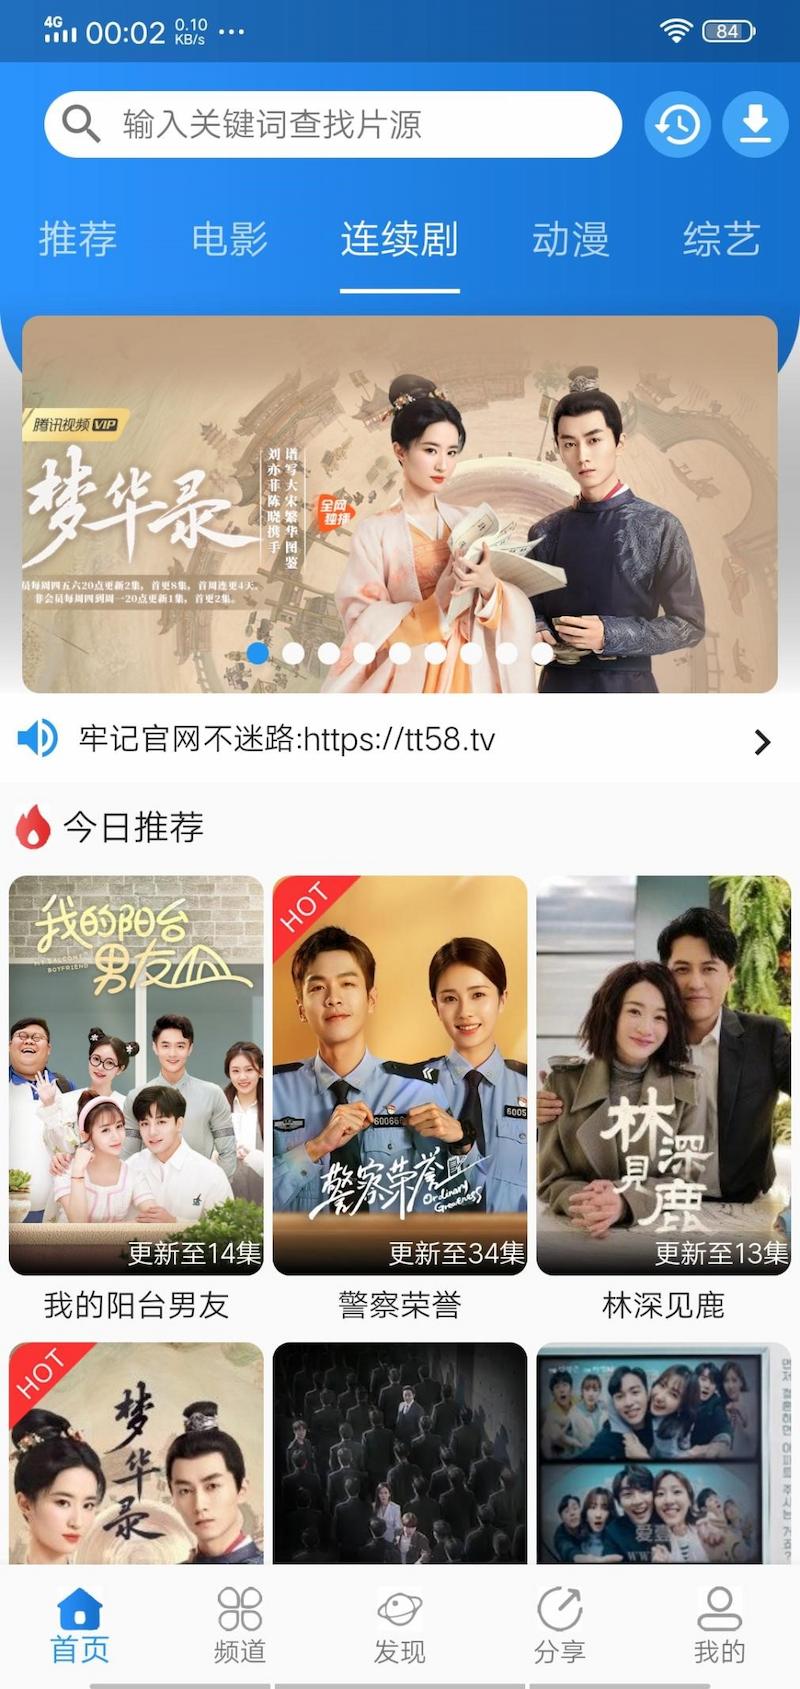 4G
00:02
0.10
KB/s
84
输入关键词查找片源
推荐
电影
连续剧
动漫
综艺
腾讯视频VIP
梦华录
谱写大宋繁华图鉴
刘亦菲陈晓携手
全网
独播
员每周四五六20点更新2集，首更8集，首周连更4天。
非会员每周四到周一20点更新1集，首更2集。
牢记官网不迷路:https://tt58.tv
今日推荐
我的阳台
男友
MY BALCONY
BOYFRIEND
更新至14集
我的阳台男友
HOT
警察荣誉
Ordinary
Greatness
更新至34集
警察荣誉
林深見鹿
更新至13集
林深见鹿
HOT
梦华录
首页
频道
发现
分享
我的